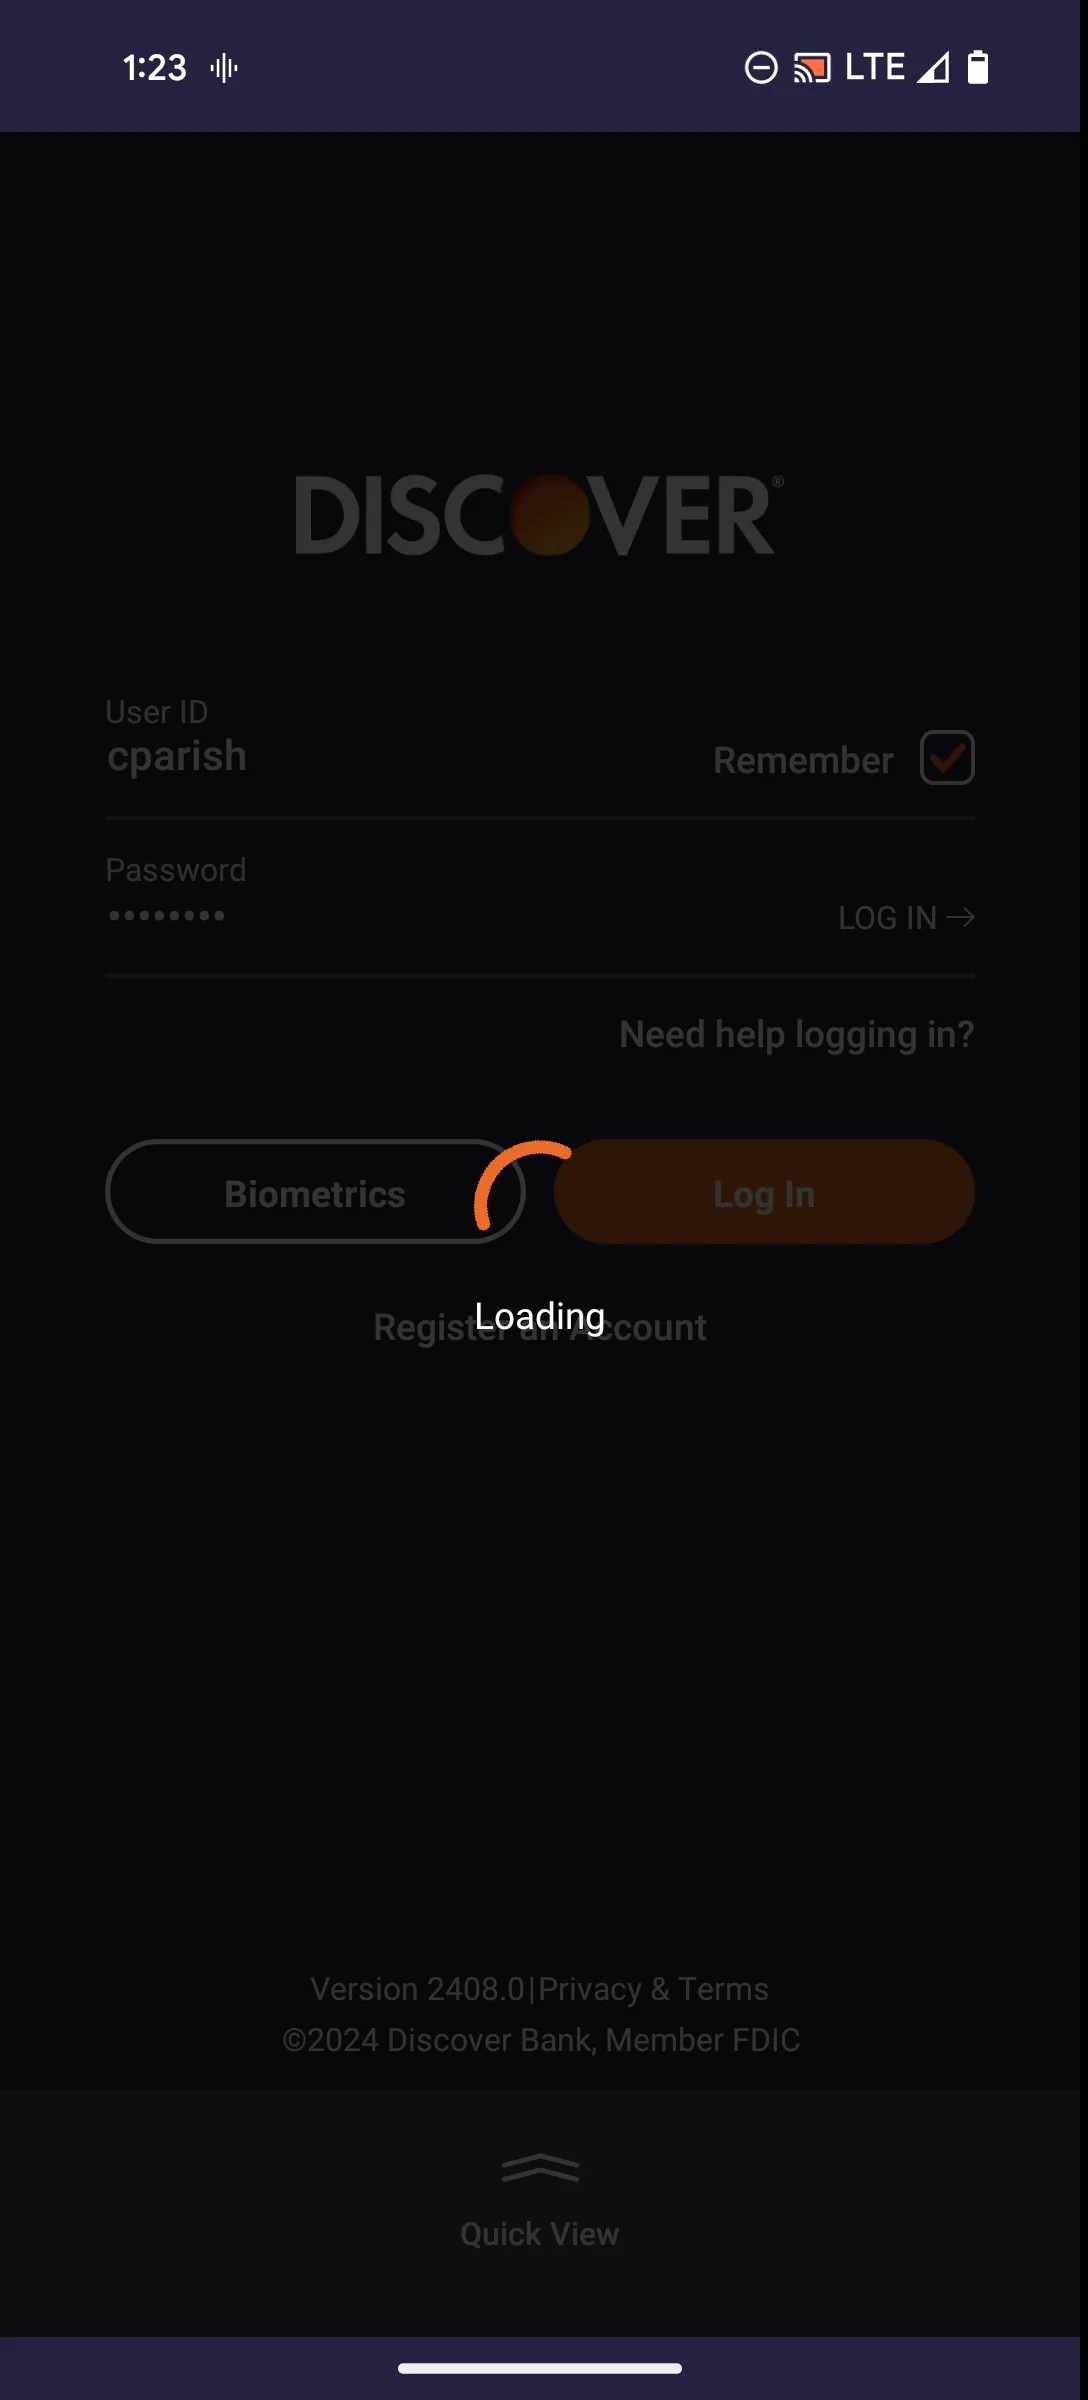 1:23 LTE
DISCOVER®
User ID
cparish
Remember
Password
••••••••
LOG IN →
Need help logging in?
Biometrics
Log In
Loading
Register an Account
Version 2408.0|Privacy & Terms
©2024 Discover Bank, Member FDIC
Quick View